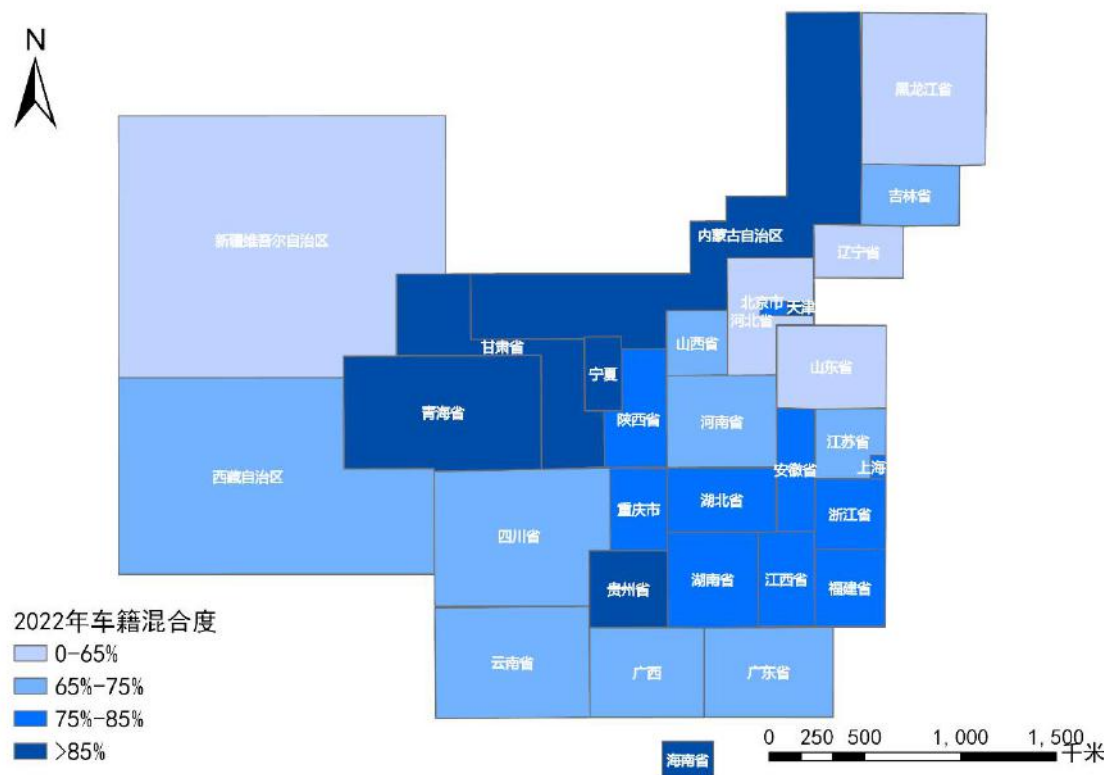 N
黑龙江省
吉林省
新疆维吾尔自治区
内蒙古自治区
辽宁省
北京市
天津
河北省
山西省
甘肃省
山东省
宁夏
青海省
陕西省
河南省
江苏省
上海
安徽省
西藏自治区
湖北省
重庆市
浙江省
四川省
贵州省
湖南省
江西省
福建省
云南省
广西
广东省
海南省
2022年车籍混合度
0-65%
65%-75%
75%-85%
>85%
0 250 500 1,000 1,500
千米